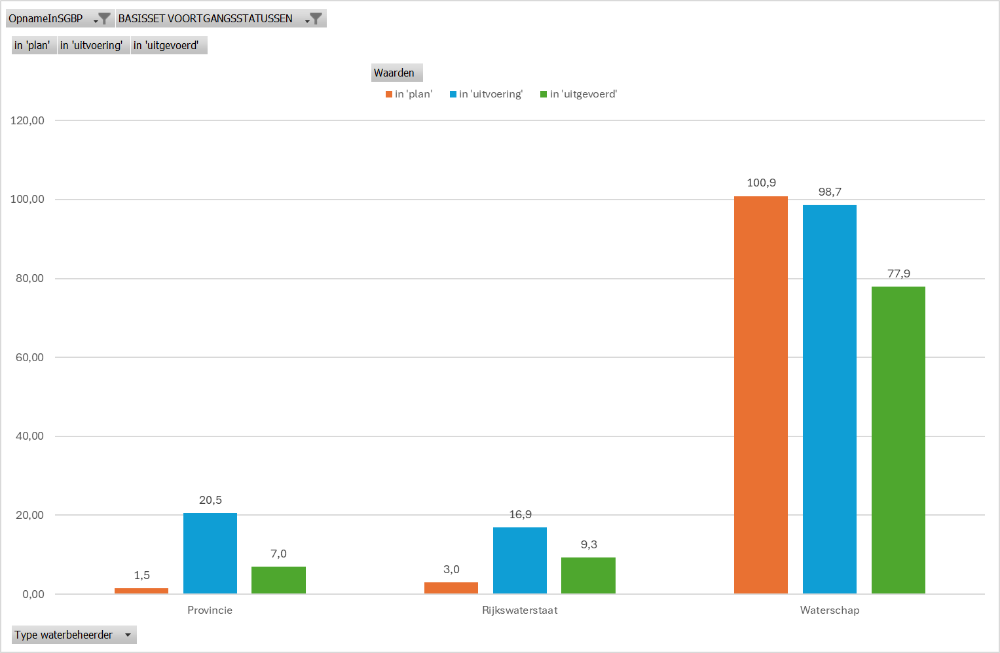 OpnameInSGBP BASISSET VOORTGANGSSTATUSSEN
in 'plan' in 'uitvoering' in 'uitgevoerd'
Waarden
in 'plan' in 'uitvoering' in 'uitgevoerd'
120,00
100,00
80,00
60,00
40,00
20,00
0,00
1,5
20,5
7,0
3,0
16,9
9,3
100,9
98,7
77,9
Provincie Rijkswaterstaat Waterschap
Type waterbeheerder